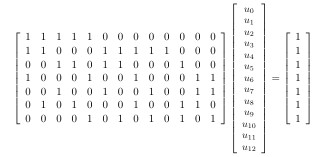 1 1 1 1 1 0 0 0 0 0 0 0 0
1 1 0 0 0 1 1 1 1 1 0 0 0
0 0 1 1 0 1 1 0 0 0 1 0 0
1 0 0 0 1 0 0 1 0 0 0 1 1
0 0 1 0 0 1 0 0 1 0 1 0 1
0 1 0 1 0 0 0 1 0 0 1 1 0
0 0 0 0 1 0 1 0 1 0 1 0 1
u₀
u₁
u₂
u₃
u₄
u₅
u₆
u₇
u₈
u₉
u₁₀
u₁₁
u₁₂
=
1
1
1
1
1
1
1